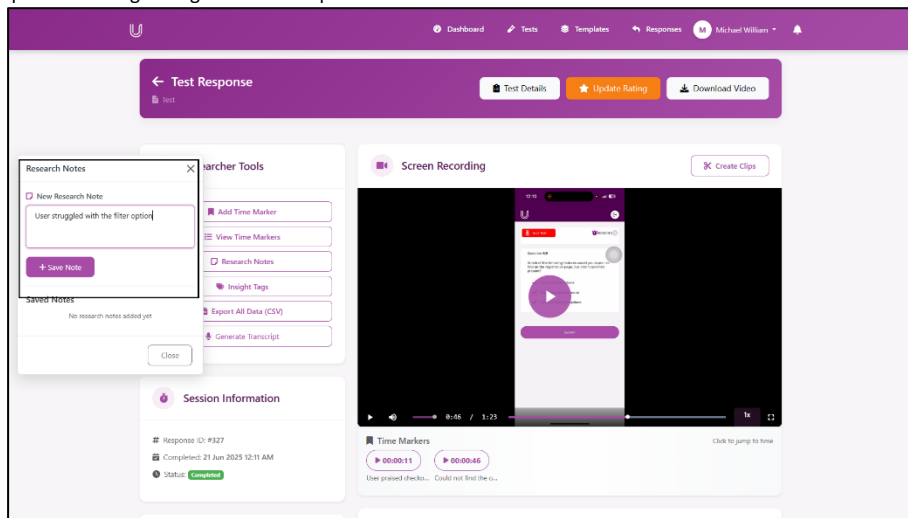 U
Dashboard
Tests
Templates
Responses
M
Michael William
← Test Response
Test
Test Details
Update Rating
Download Video
Research Notes
New Research Note
User struggled with the filter option
+ Save Note
Saved Notes
No research notes added yet
Close
archer Tools
Add Time Marker
View Time Markers
Research Notes
Insight Tags
Export All Data (CSV)
Generate Transcript
Session Information
# Response ID: #327
Completed: 21 Jun 2025 12:11 AM
Status: Completed
Screen Recording
Create Clips
U
0:46 / 1:23
1x
Time Markers
Click to jump to time
00:00:11
00:00:46
User praised checko...
Could not find the o...